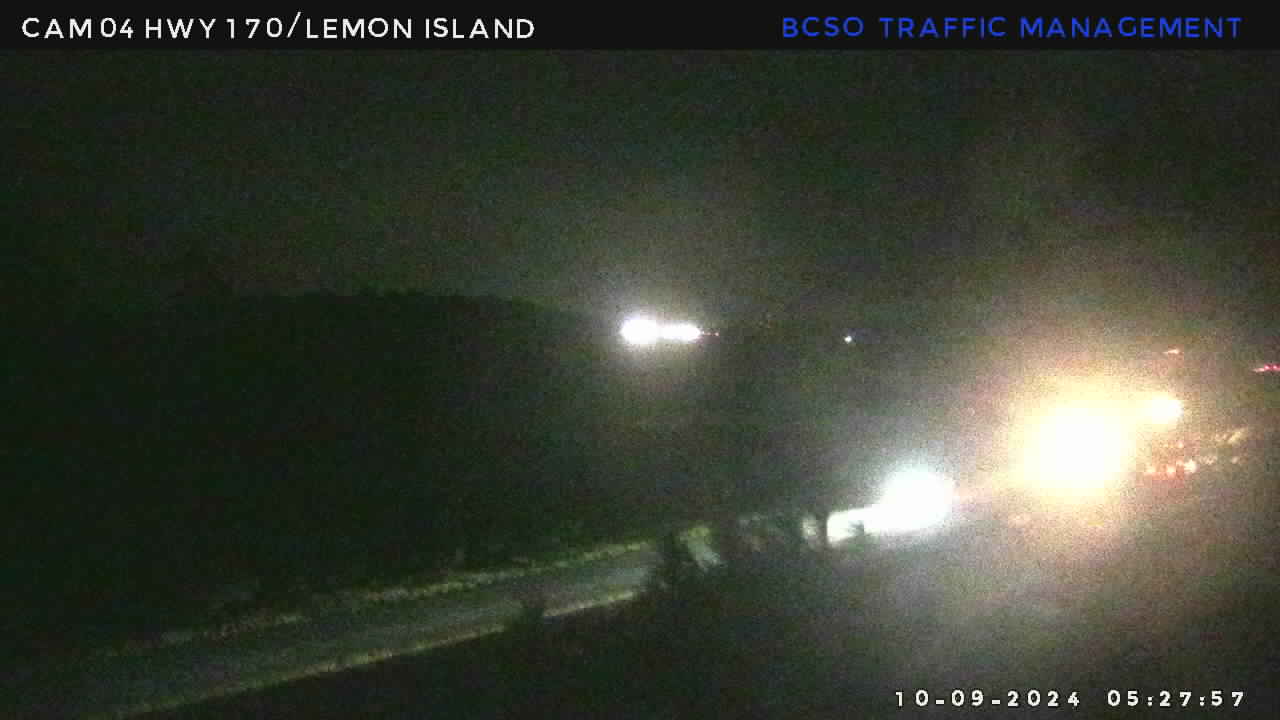 CAM04 HWY 170/LEMON ISLAND
BCSO TRAFFIC MANAGEMENT
10-09-2024 05:27:57